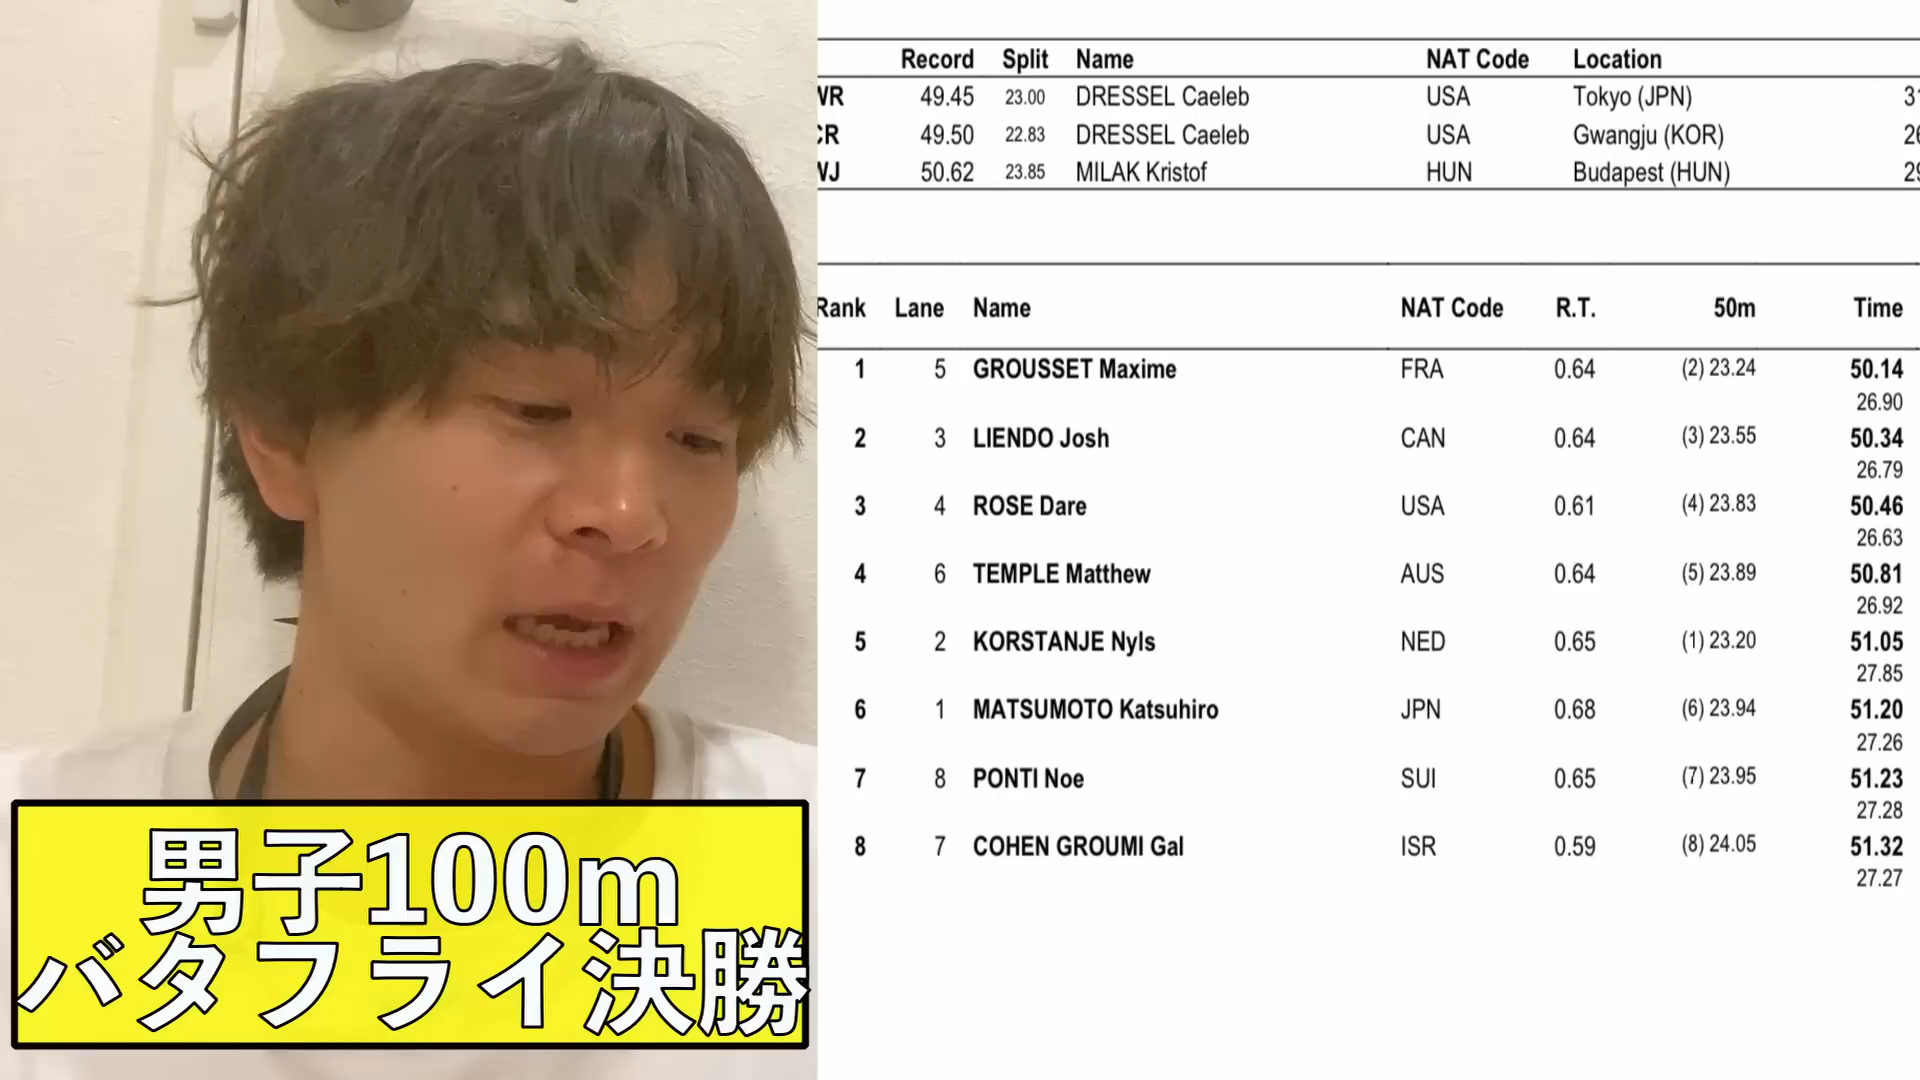 Record Split Name NAT Code Location
WR 49.45 23.00 DRESSEL Caeleb USA Tokyo (JPN) 31
CR 49.50 22.83 DRESSEL Caeleb USA Gwangju (KOR) 26
WJ 50.62 23.85 MILAK Kristof HUN Budapest (HUN) 29
Rank Lane Name NAT Code R.T. 50m Time
1 5 GROUSSET Maxime FRA 0.64 (2) 23.24 50.14
26.90
2 3 LIENDO Josh CAN 0.64 (3) 23.55 50.34
26.79
3 4 ROSE Dare USA 0.61 (4) 23.83 50.46
26.63
4 6 TEMPLE Matthew AUS 0.64 (5) 23.89 50.81
26.92
5 2 KORSTANJE Nyls NED 0.65 (1) 23.20 51.05
27.85
6 1 MATSUMOTO Katsuhiro JPN 0.68 (6) 23.94 51.20
27.26
7 8 PONTI Noe SUI 0.65 (7) 23.95 51.23
27.28
8 7 COHEN GROUMI Gal ISR 0.59 (8) 24.05 51.32
27.27
男子100m
バタフライ決勝